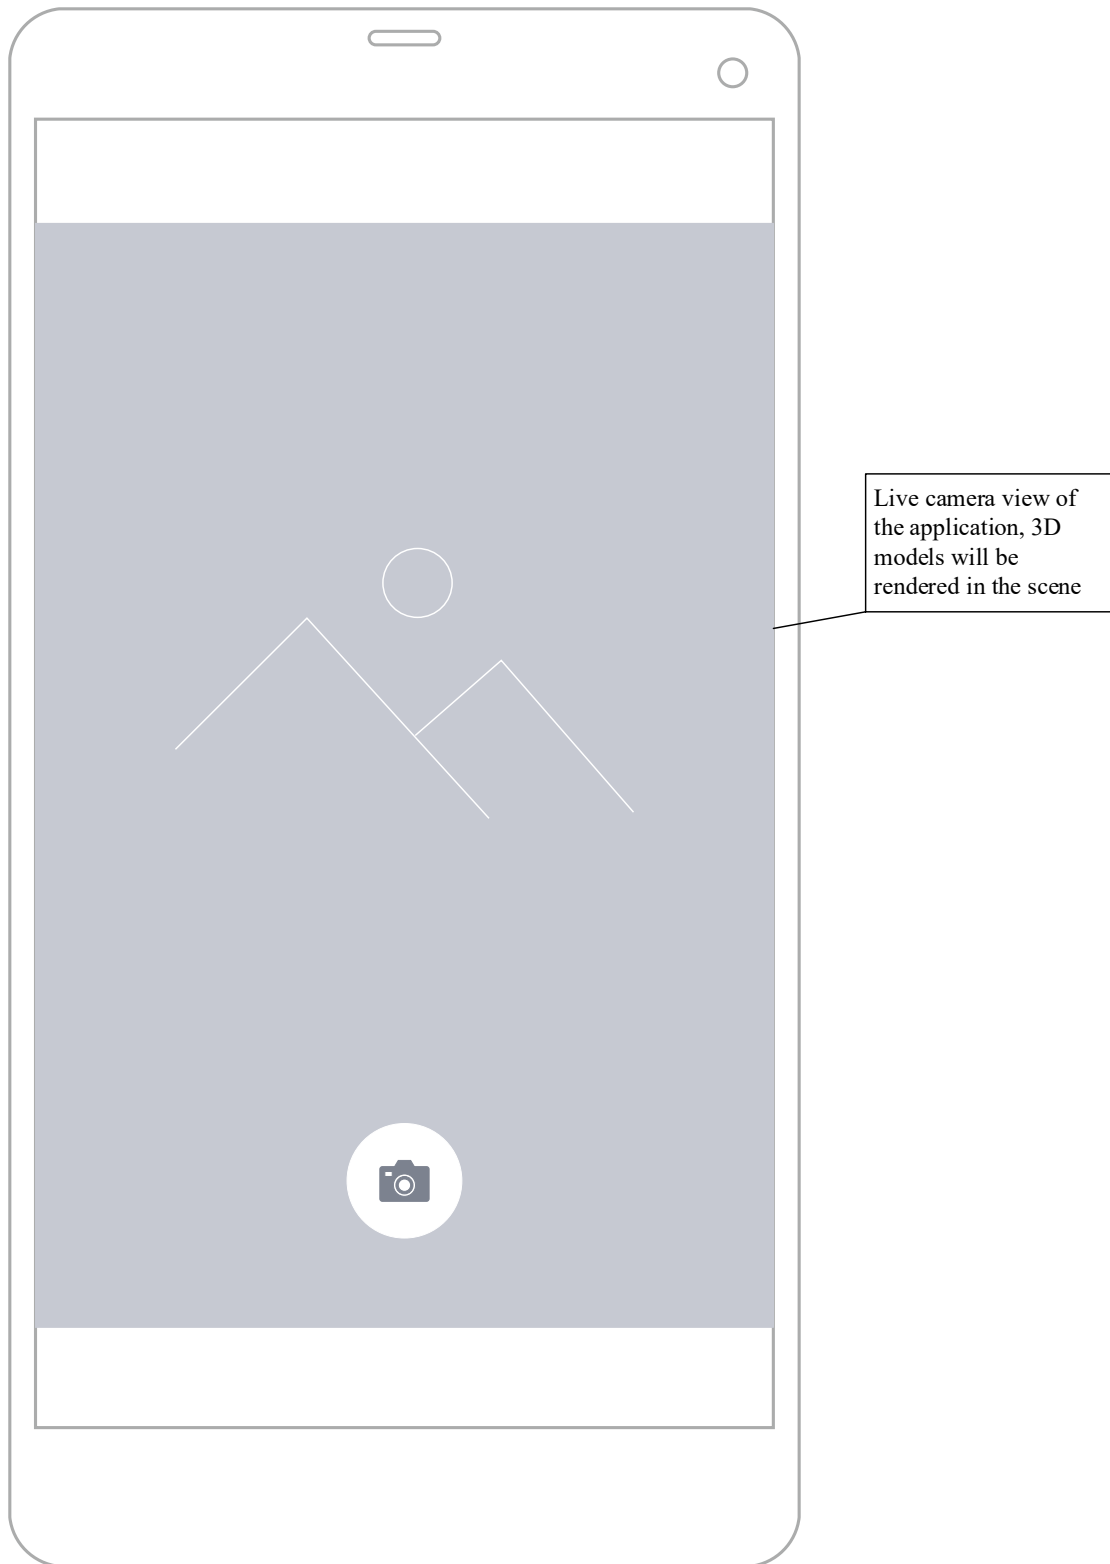 Live camera view of
the application, 3D
models will be
rendered in the scene